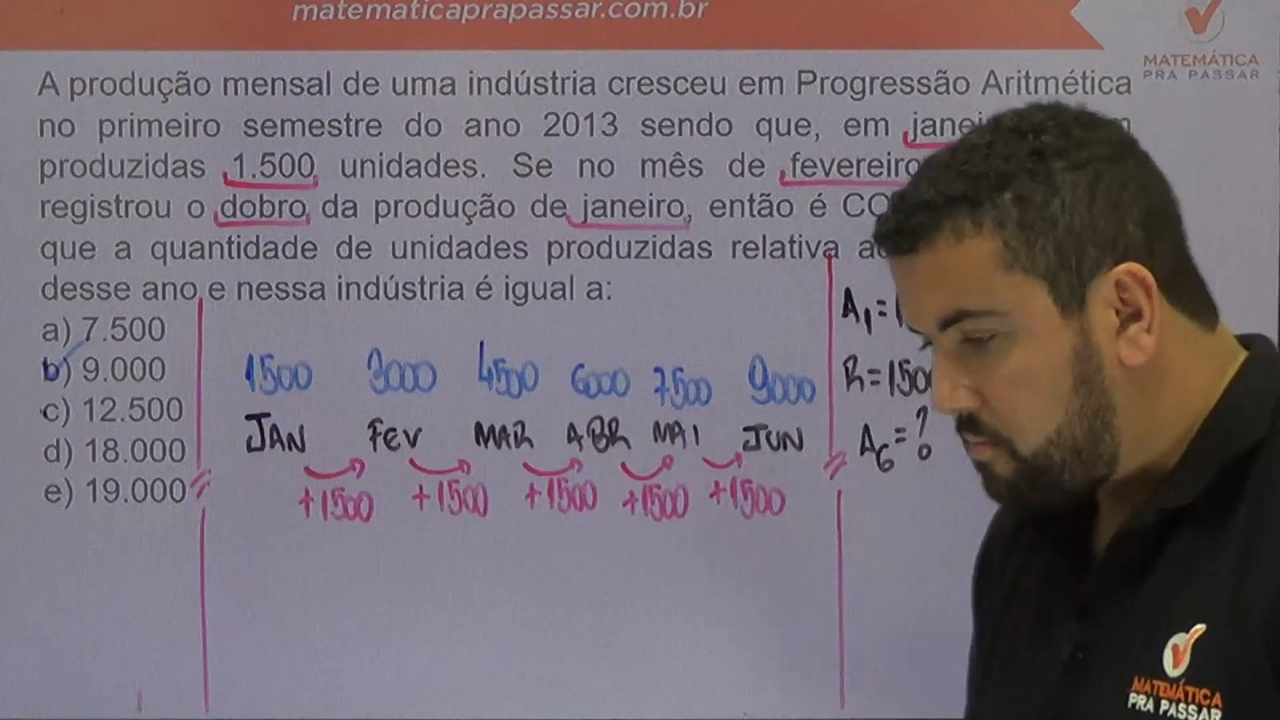 matematicaprapassar.com.br
MATEMÁTICA
PRA PASSAR
A produção mensal de uma indústria cresceu em Progressão Aritmética
no primeiro semestre do ano 2013 sendo que, em
produzidas 1.500 unidades. Se no mês de fevereiro
registrou o dobro da produção de janeiro, então é
que a quantidade de unidades produzidas relativa
desse ano e nessa indústria é igual a:
a) 7.500
b) 9.000
c) 12.500
d) 18.000
e) 19.000
1500 3000 4500 6000 7500 9000
JAN FEV MAR ABR MAI JUN
+1500 +1500 +1500 +1500 +1500
A₁=
R=150
A₆=?
MATEMÁTICA
PRA PASSAR